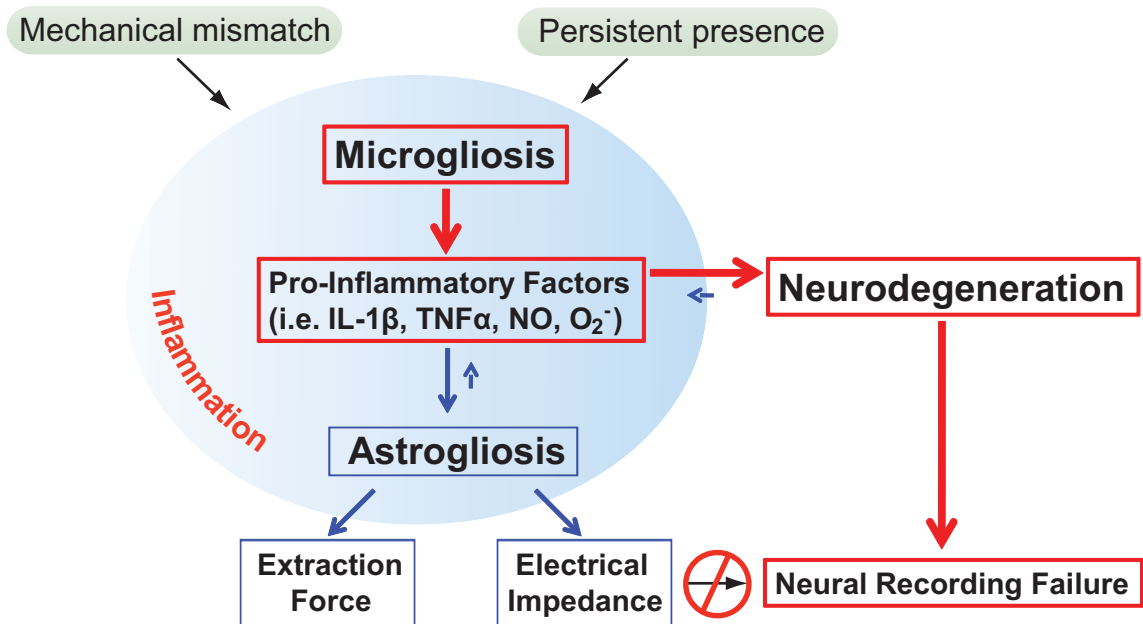 Mechanical mismatch
Persistent presence
Microgliosis
Pro-Inflammatory Factors
(i.e. IL-1β, TNFα, NO, O₂⁻)
Neurodegeneration
Inflammation
Astrogliosis
Extraction
Force
Electrical
Impedance
Neural Recording Failure